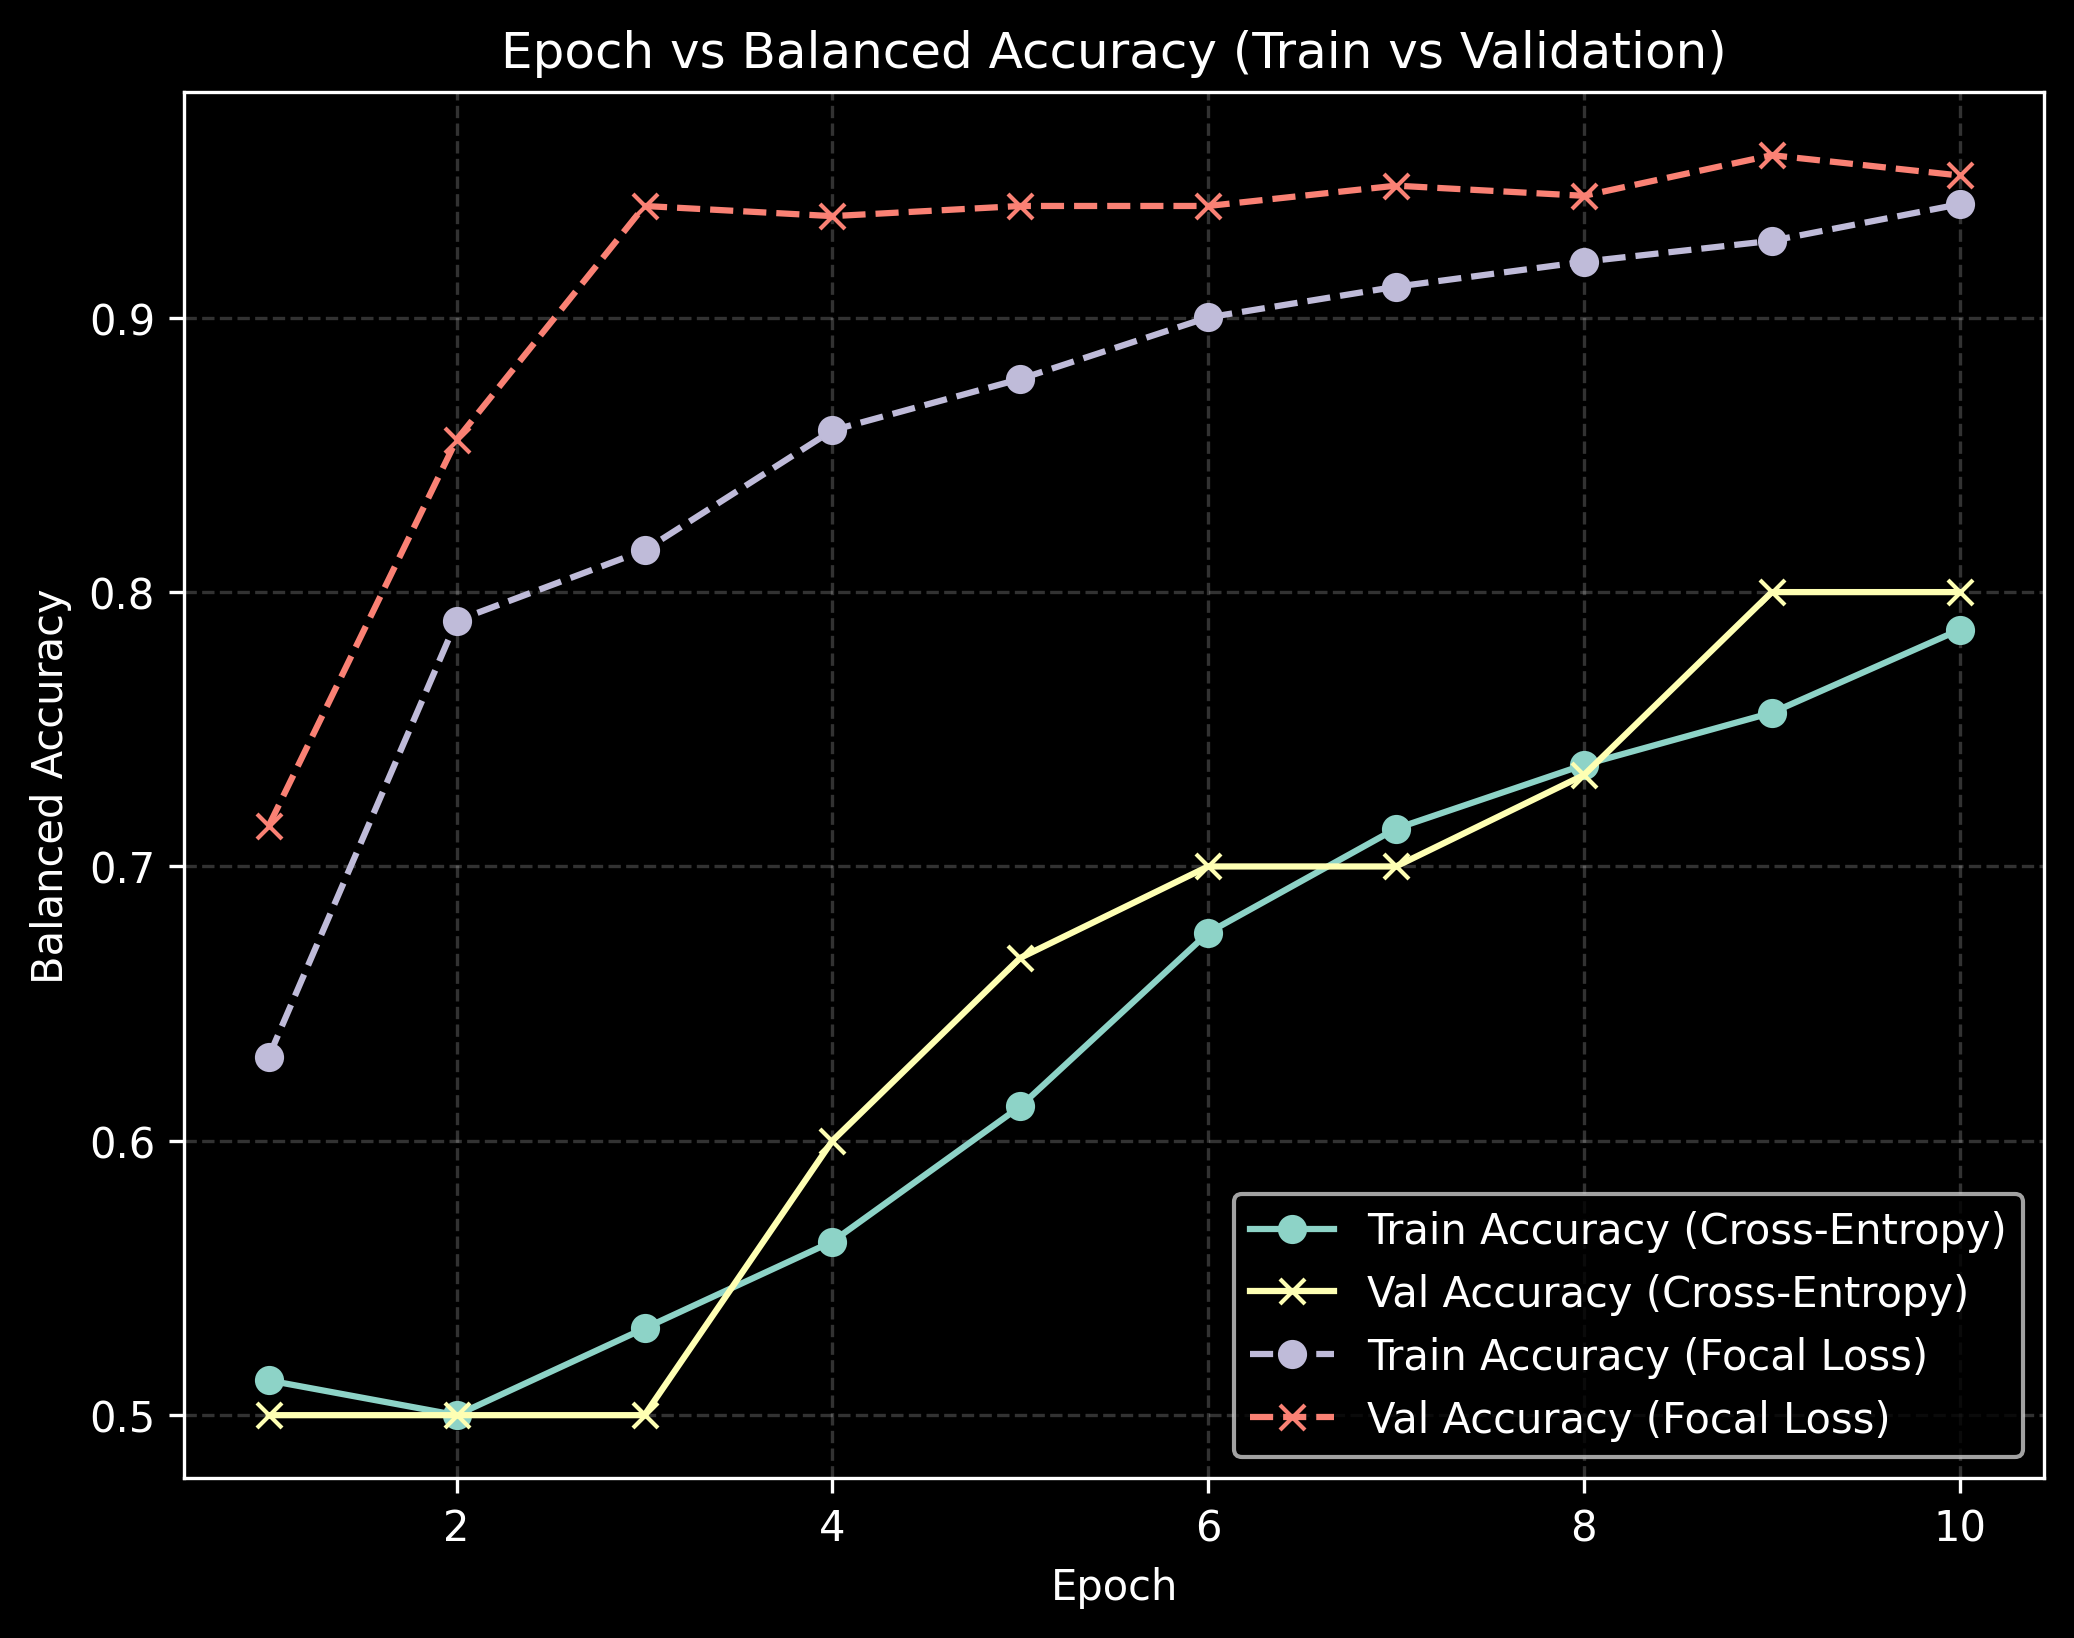 Epoch vs Balanced Accuracy (Train vs Validation)
Balanced Accuracy
0.9
0.8
0.7
0.6
0.5
Train Accuracy (Cross-Entropy)
Val Accuracy (Cross-Entropy)
Train Accuracy (Focal Loss)
Val Accuracy (Focal Loss)
2 4 6 8 10
Epoch